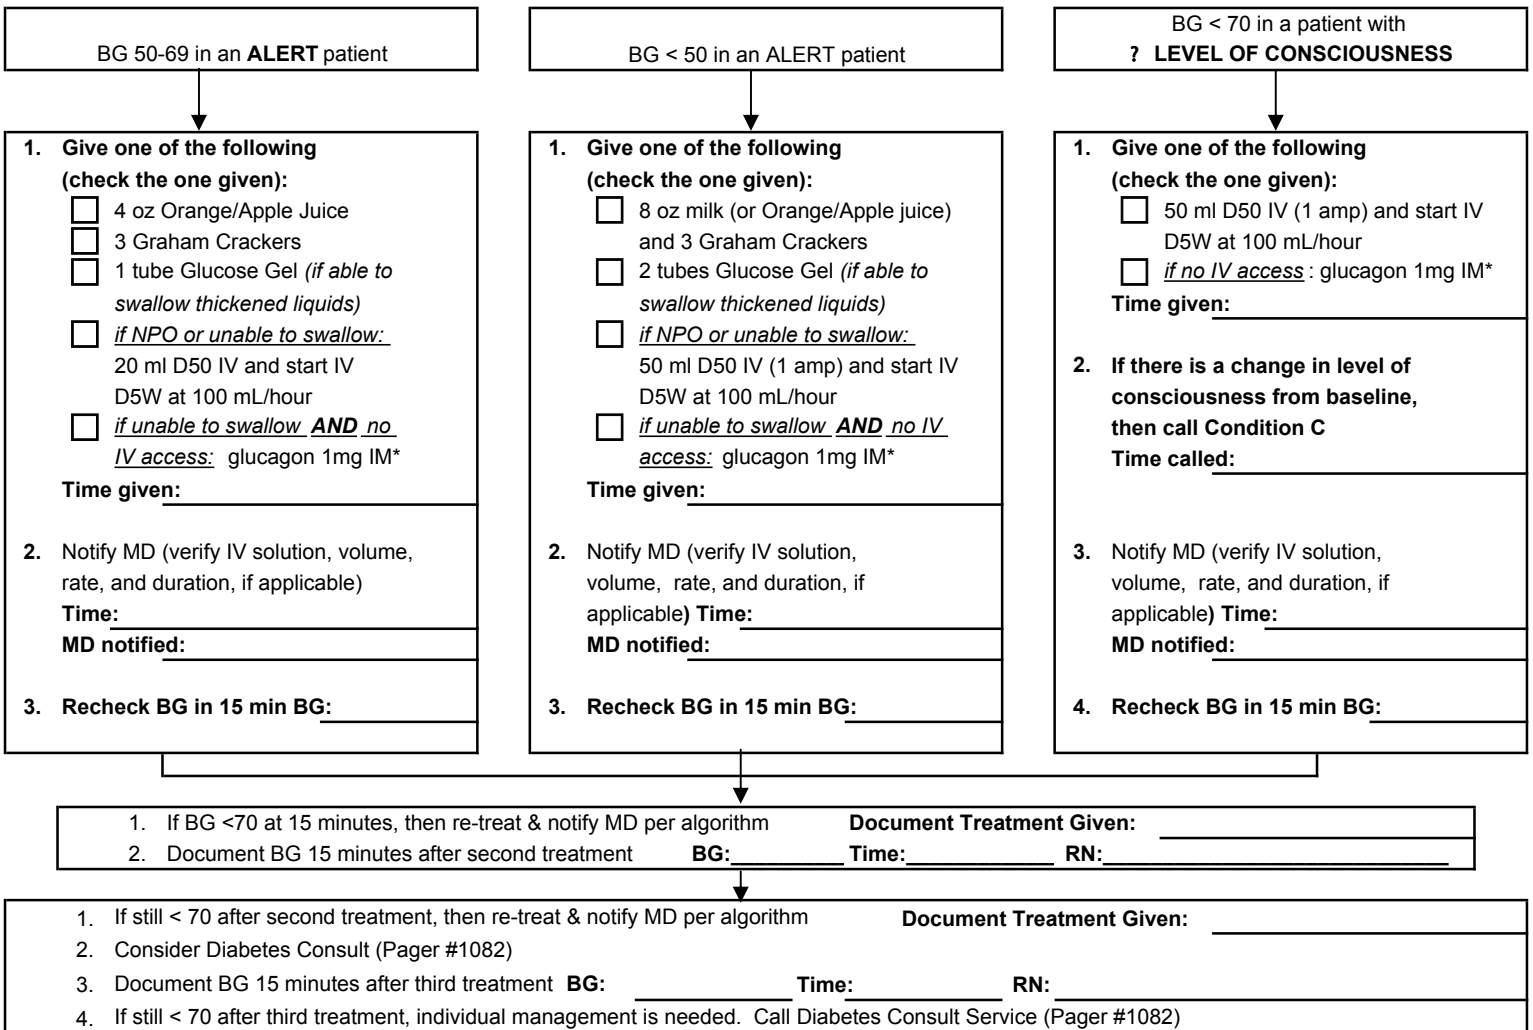 BG 50-69 in an ALERT patient
1. Give one of the following
(check the one given):
4 oz Orange/Apple Juice
3 Graham Crackers
1 tube Glucose Gel (if able to
swallow thickened liquids)
if NPO or unable to swallow:
20 ml D50 IV and start IV
D5W at 100 mL/hour
if unable to swallow AND no
IV access: glucagon 1mg IM*
Time given:
2. Notify MD (verify IV solution, volume,
rate, and duration, if applicable)
Time:
MD notified:
3. Recheck BG in 15 min BG:
BG < 50 in an ALERT patient
1. Give one of the following
(check the one given):
8 oz milk (or Orange/Apple juice)
and 3 Graham Crackers
2 tubes Glucose Gel (if able to
swallow thickened liquids)
if NPO or unable to swallow:
50 ml D50 IV (1 amp) and start IV
D5W at 100 mL/hour
if unable to swallow AND no IV
access: glucagon 1mg IM*
Time given:
2. Notify MD (verify IV solution,
volume, rate, and duration, if
applicable) Time:
MD notified:
3. Recheck BG in 15 min BG:
BG < 70 in a patient with
? LEVEL OF CONSCIOUSNESS
1. Give one of the following
(check the one given):
50 ml D50 IV (1 amp) and start IV
D5W at 100 mL/hour
if no IV access : glucagon 1mg IM*
Time given:
2. If there is a change in level of
consciousness from baseline,
then call Condition C
Time called:
3. Notify MD (verify IV solution,
volume, rate, and duration, if
applicable) Time:
MD notified:
4. Recheck BG in 15 min BG:
1. If BG <70 at 15 minutes, then re-treat & notify MD per algorithm Document Treatment Given:
2. Document BG 15 minutes after second treatment BG:_________ Time:____________ RN:____________________________
1. If still < 70 after second treatment, then re-treat & notify MD per algorithm Document Treatment Given:
2. Consider Diabetes Consult (Pager #1082)
3. Document BG 15 minutes after third treatment BG: Time: RN:
4. If still < 70 after third treatment, individual management is needed. Call Diabetes Consult Service (Pager #1082)